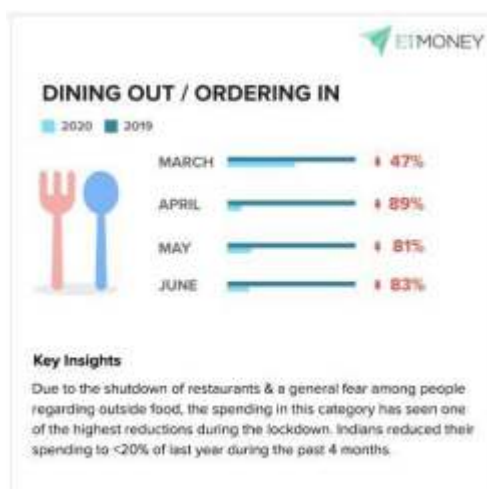 ETMONEY
DINING OUT / ORDERING IN
2020 2019
MARCH 47%
APRIL 89%
MAY 81%
JUNE 83%
Key Insights
Due to the shutdown of restaurants & a general fear among people
regarding outside food, the spending in this category has seen one
of the highest reductions during the lockdown. Indians reduced their
spending to <20% of last year during the past 4 months.